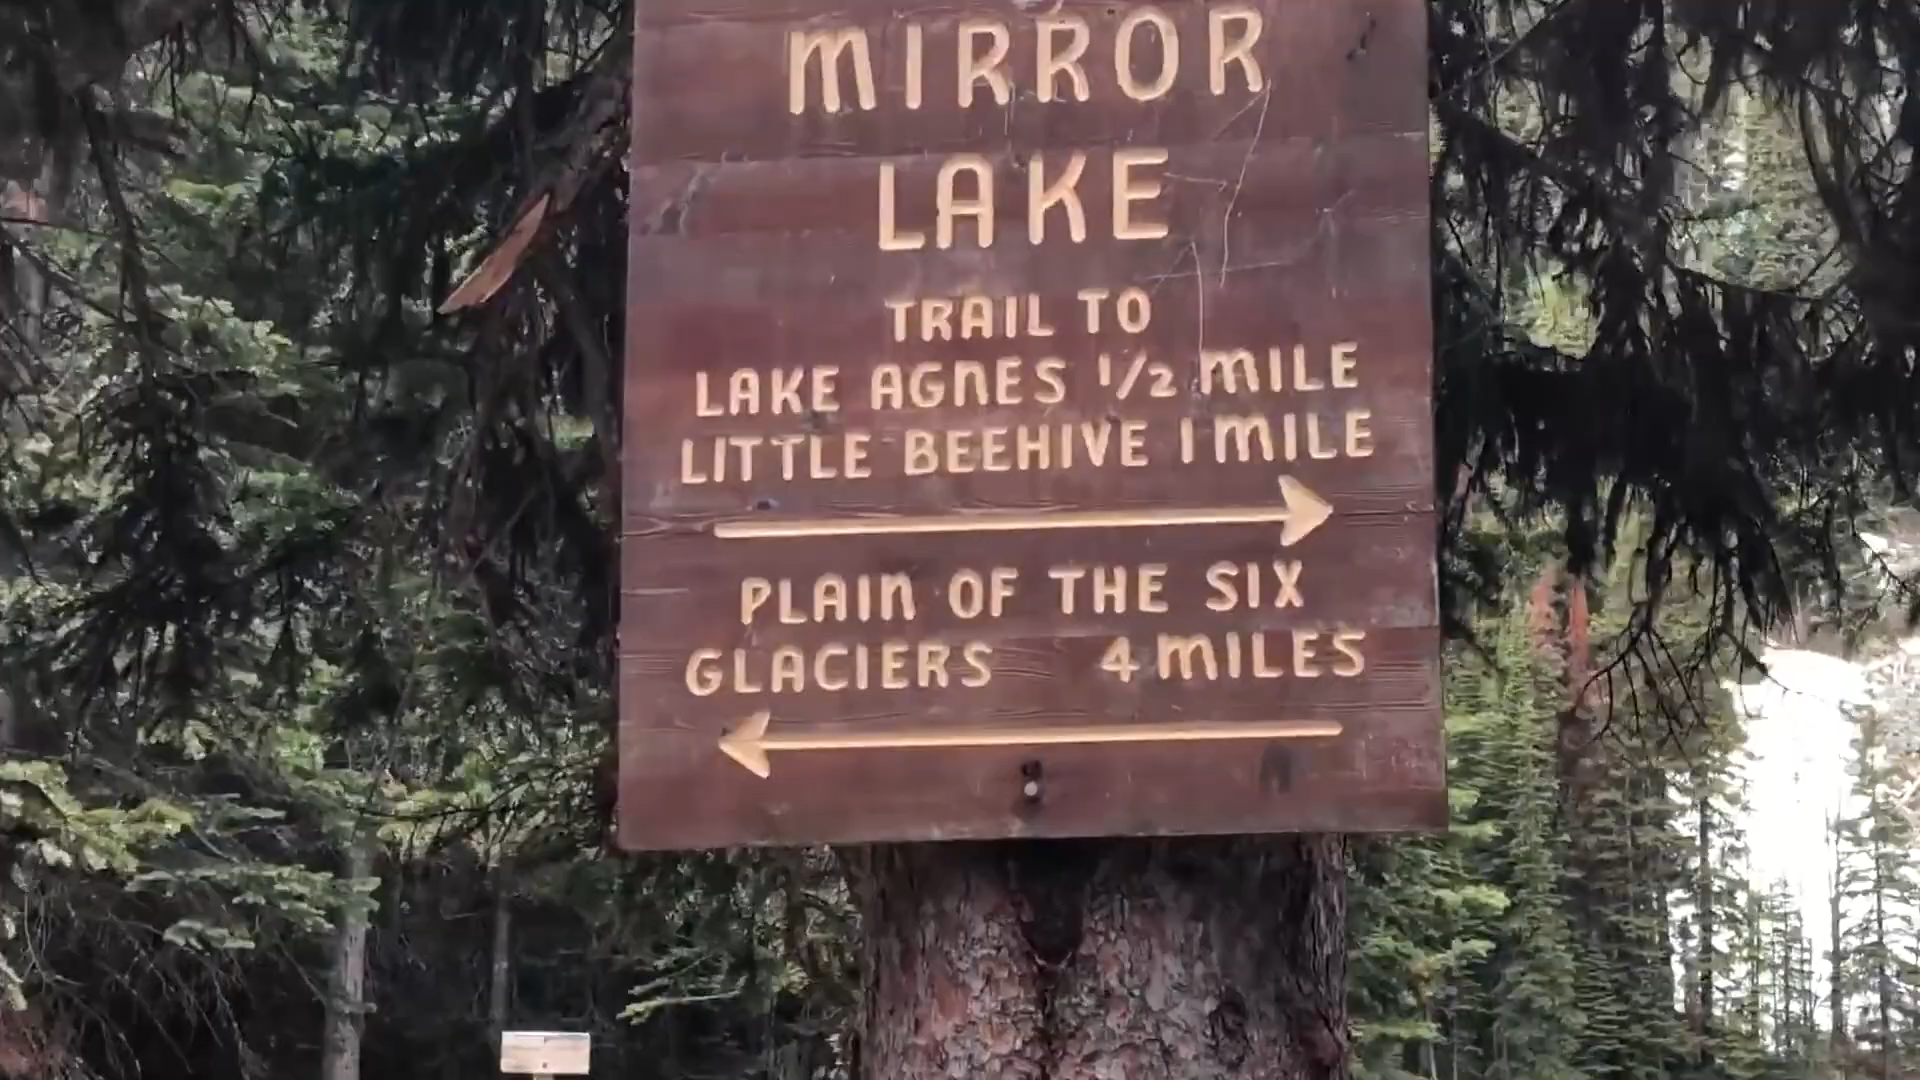 MIRROR
LAKE
TRAIL TO
LAKE AGNES 1/2 MILE
LITTLE BEEHIVE 1 MILE
PLAIN OF THE SIX
GLACIERS 4 MILES